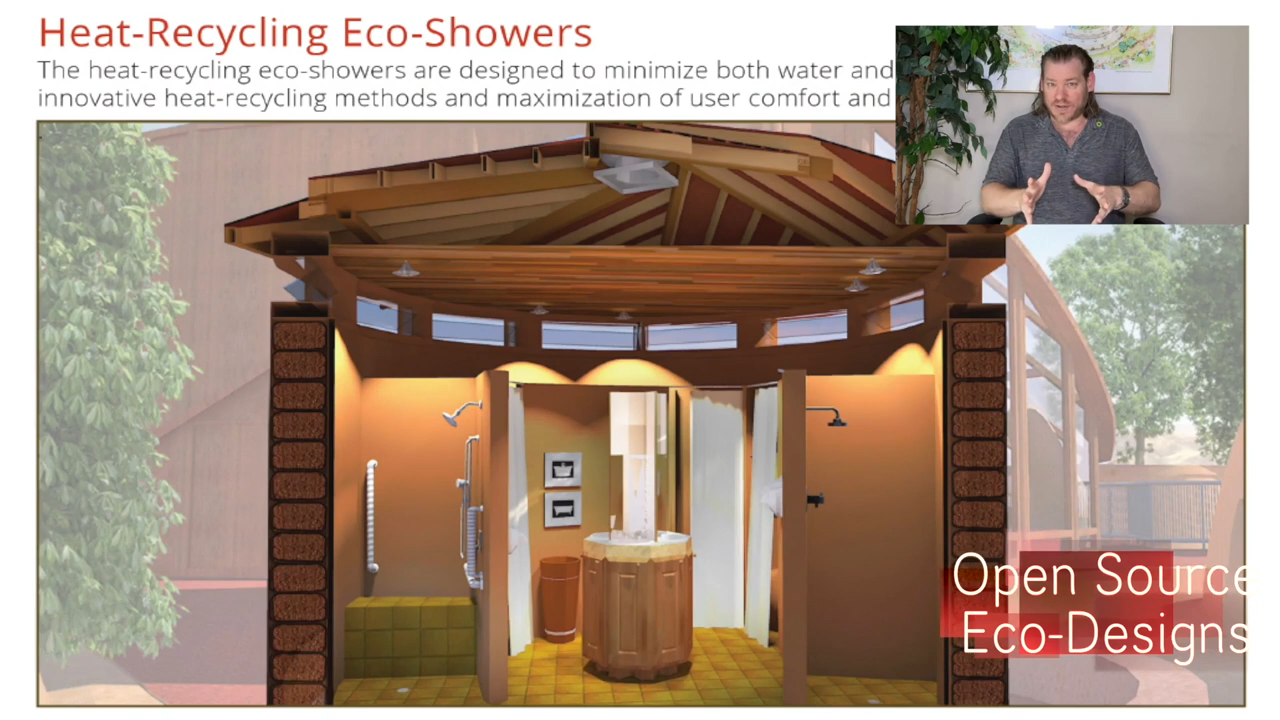 Heat-Recycling Eco-Showers
The heat-recycling eco-showers are designed to minimize both water and
innovative heat-recycling methods and maximization of user comfort and
Open Source
Eco-Designs